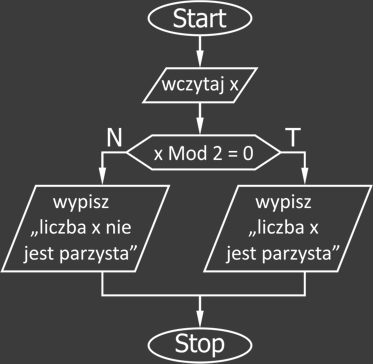 Start
wczytaj x
N
T
x Mod 2 = 0
wypisz
„liczba x nie
jest parzysta”
wypisz
„liczba x
jest parzysta”
Stop